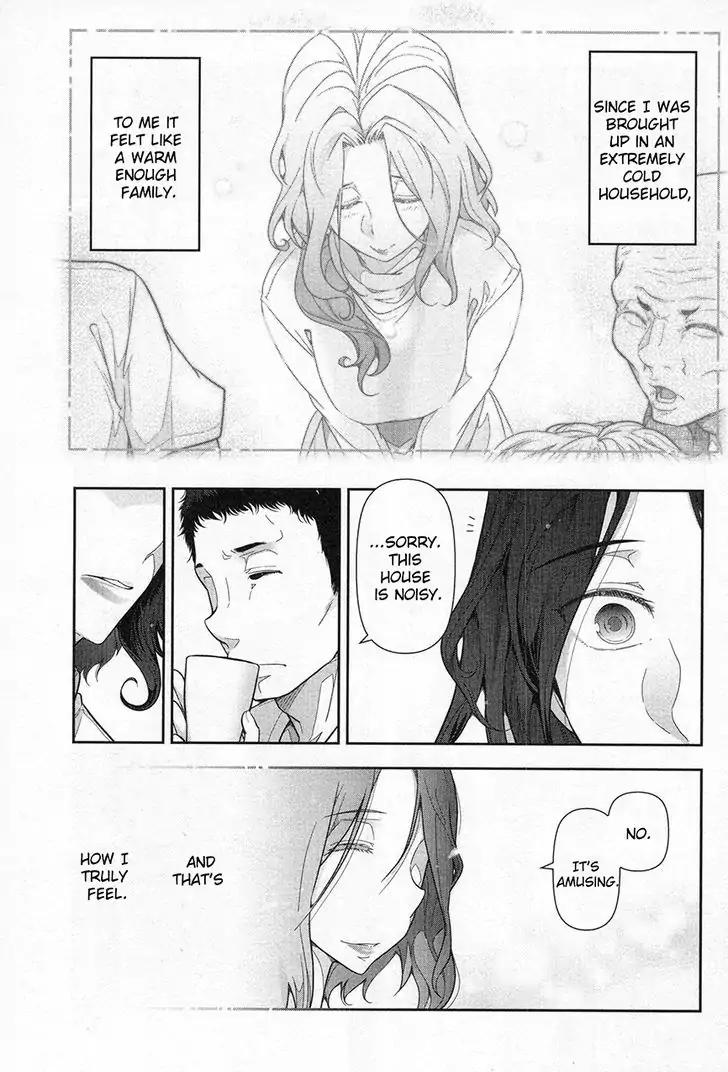 SINCE I WAS
BROUGHT
UP IN AN
EXTREMELY
COLD
HOUSEHOLD,
TO ME IT
FELT LIKE
A WARM
ENOUGH
FAMILY.
...SORRY.
THIS
HOUSE
IS NOISY.
NO.
IT'S
AMUSING.
AND
THAT'S
HOW I
TRULY
FEEL.